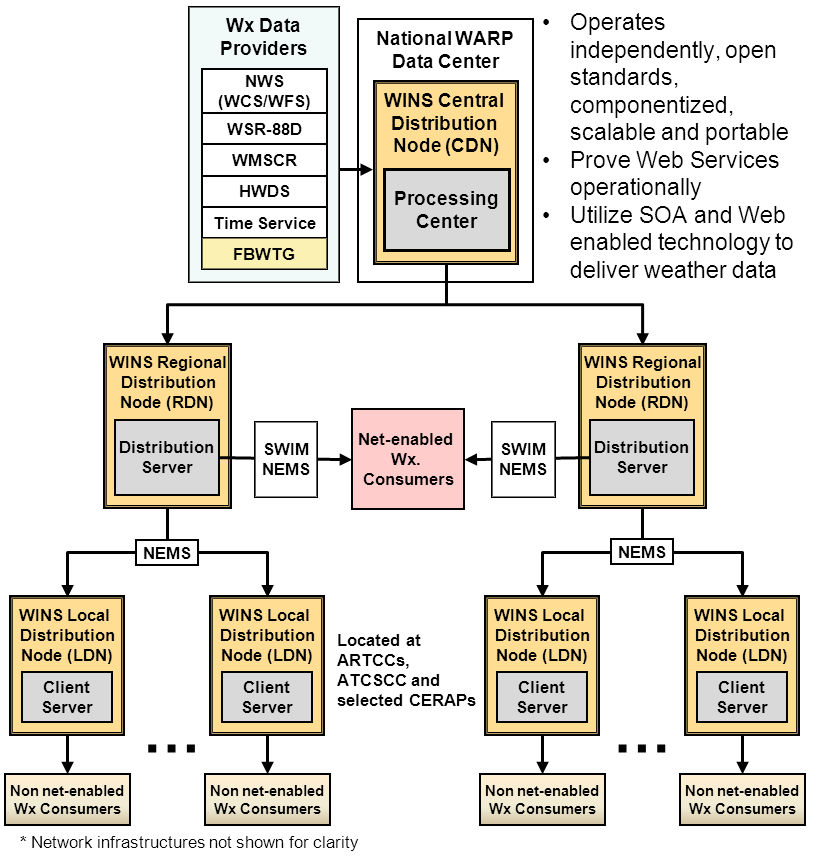 Wx Data
Providers
NWS
(WCS/WFS)
WSR-88D
WMSCR
HWDS
Time Service
FBWTG
National WARP
Data Center
WINS Central
Distribution
Node (CDN)
Processing
Center
• Operates
independently, open
standards,
componentized,
scalable and portable
• Prove Web Services
operationally
• Utilize SOA and Web
enabled technology to
deliver weather data
WINS Regional
Distribution
Node (RDN)
Distribution
Server
SWIM
NEMS
Net-enabled
Wx.
Consumers
SWIM
NEMS
WINS Regional
Distribution
Node (RDN)
Distribution
Server
NEMS
NEMS
WINS Local
Distribution
Node (LDN)
Client
Server
WINS Local
Distribution
Node (LDN)
Client
Server
Located at
ARTCCs,
ATCSCC and
selected CERAPs
WINS Local
Distribution
Node (LDN)
Client
Server
WINS Local
Distribution
Node (LDN)
Client
Server
...
...
Non net-enabled
Wx Consumers
Non net-enabled
Wx Consumers
Non net-enabled
Wx Consumers
Non net-enabled
Wx Consumers
* Network infrastructures not shown for clarity